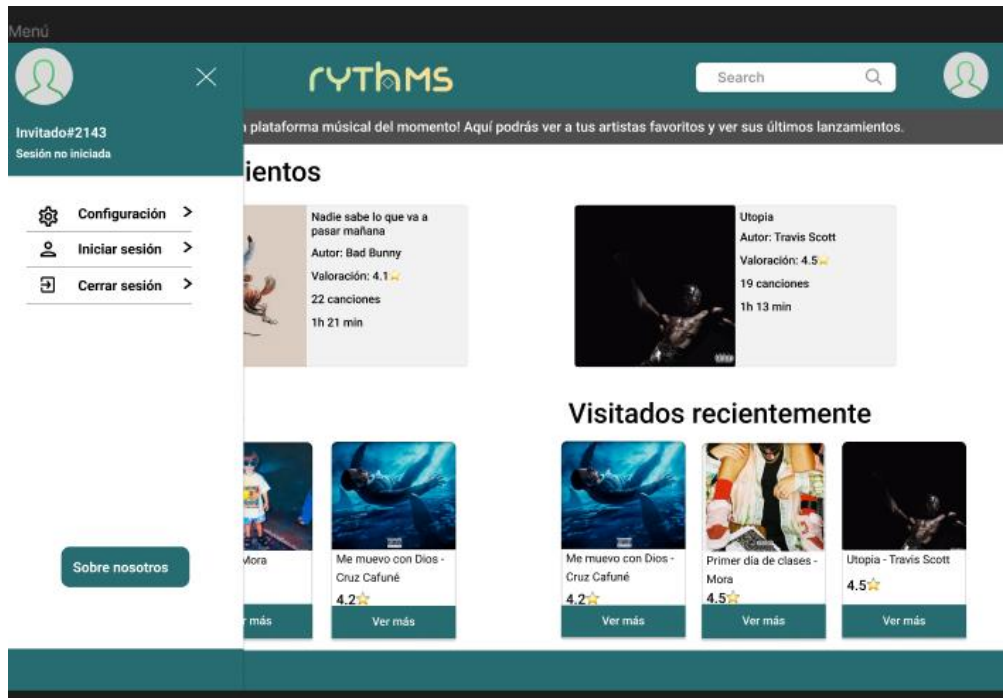 Menú
rythms
Search
Invitado#2143
Sesión no iniciada
plataforma músical del momento! Aquí podrás ver a tus artistas favoritos y ver sus últimos lanzamientos.
ientos
Configuración >
Iniciar sesión >
Cerrar sesión >
Nadie sabe lo que va a
pasar mañana
Autor: Bad Bunny
Valoración: 4.1
22 canciones
1h 21 min
Utopia
Autor: Travis Scott
Valoración: 4.5
19 canciones
1h 13 min
Visitados recientemente
Mora
más
Me muevo con Dios -
Cruz Cafuné
4.2
Ver más
Me muevo con Dios -
Cruz Cafuné
4.2
Ver más
Primer día de clases -
Mora
4.5
Ver más
Utopia - Travis Scott
4.5
Ver más
Sobre nosotros